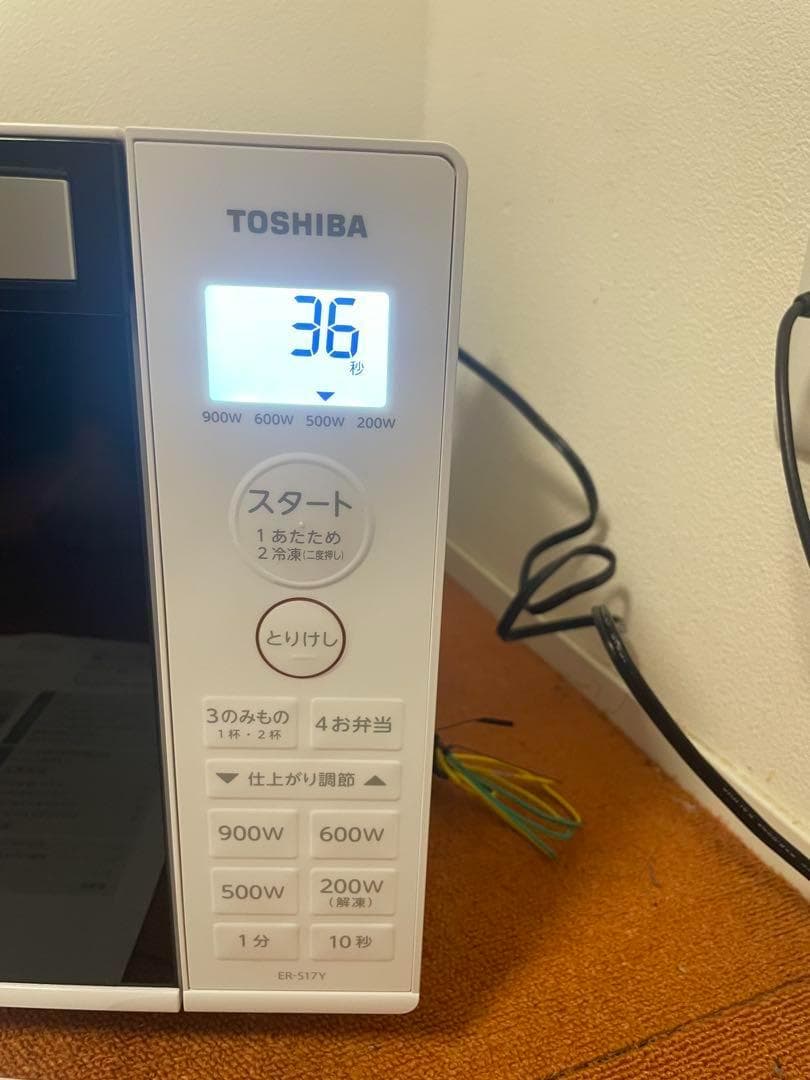 TOSHIBA
36
秒
900W 600W 500W 200W
スタート
1 あたため
2 冷凍(二度押し)
とりけし
3のみもの 4お弁当
1杯・2杯
▼ 仕上がり調節 ▲
900W 600W
500W 200W
(解凍)
1分 10秒
ER-S17Y